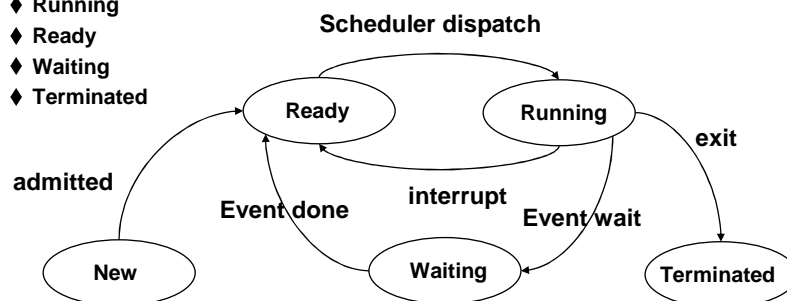 ♦ Running
Scheduler dispatch
♦ Ready
♦ Waiting
♦ Terminated
Ready
Running
exit
admitted
interrupt
Event done
Event wait
New
Waiting
Terminated